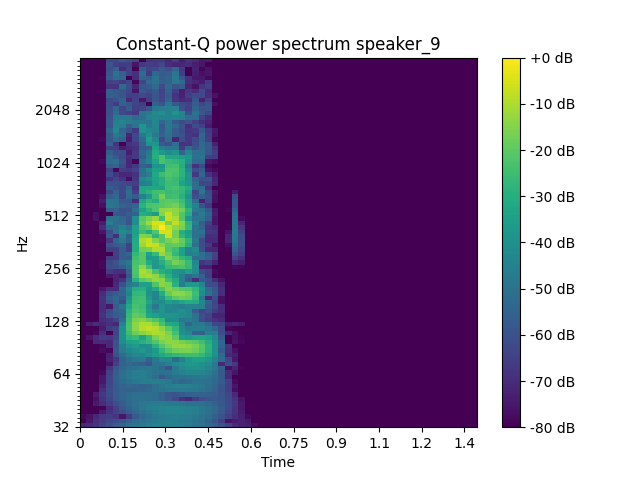 Constant-Q power spectrum speaker_9
Hz
2048
1024
512
256
128
64
32
0 0.15 0.3 0.45 0.6 0.75 0.9 1.1 1.2 1.4
Time
+0 dB
-10 dB
-20 dB
-30 dB
-40 dB
-50 dB
-60 dB
-70 dB
-80 dB